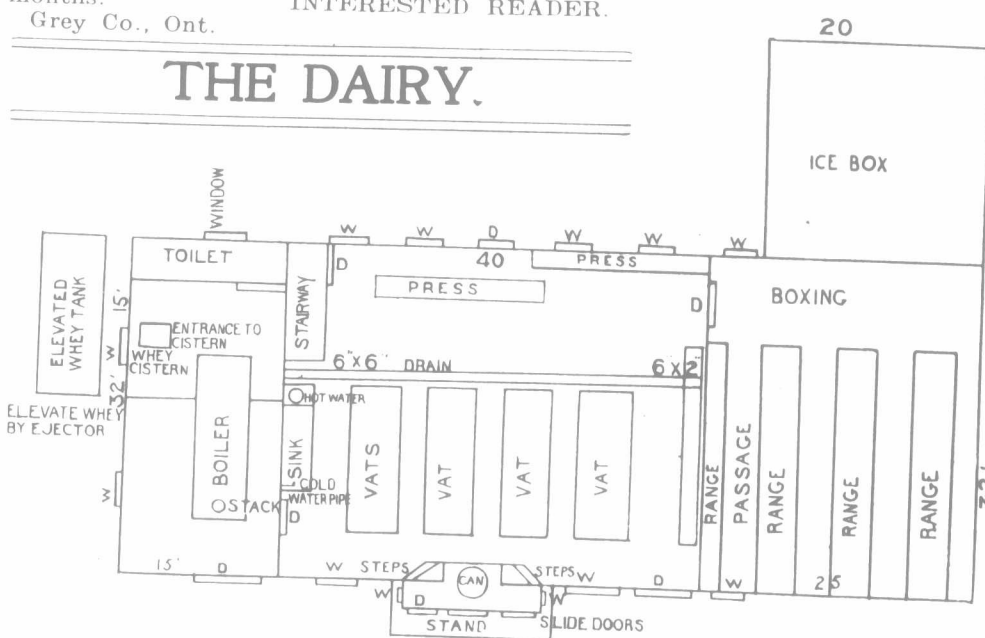 months.
INTERESTED READER.
Grey Co., Ont.
THE DAIRY.
20
ICE BOX
WINDOW
W
W
D
W
W
W
TOILET
D
40
PRESS
PRESS
BOXING
D
ELEVATED
WHEY TANK
15'
W
ENTRANCE TO
CISTERN
WHEY
CISTERN
STAIRWAY
6"X6"
DRAIN
6X2
32'
ELEVATE WHEY
BY EJECTOR
BOILER
HOT WATER
SINK
VATS
VAT
VAT
VAT
RANGE
PASSAGE
RANGE
RANGE
RANGE
32'
W
STACK
COLD
WATER PIPE
D
15'
D
W
STEPS
CAN
STEPS
W
D
W
25
W
D
W
STAND
SLIDE DOORS